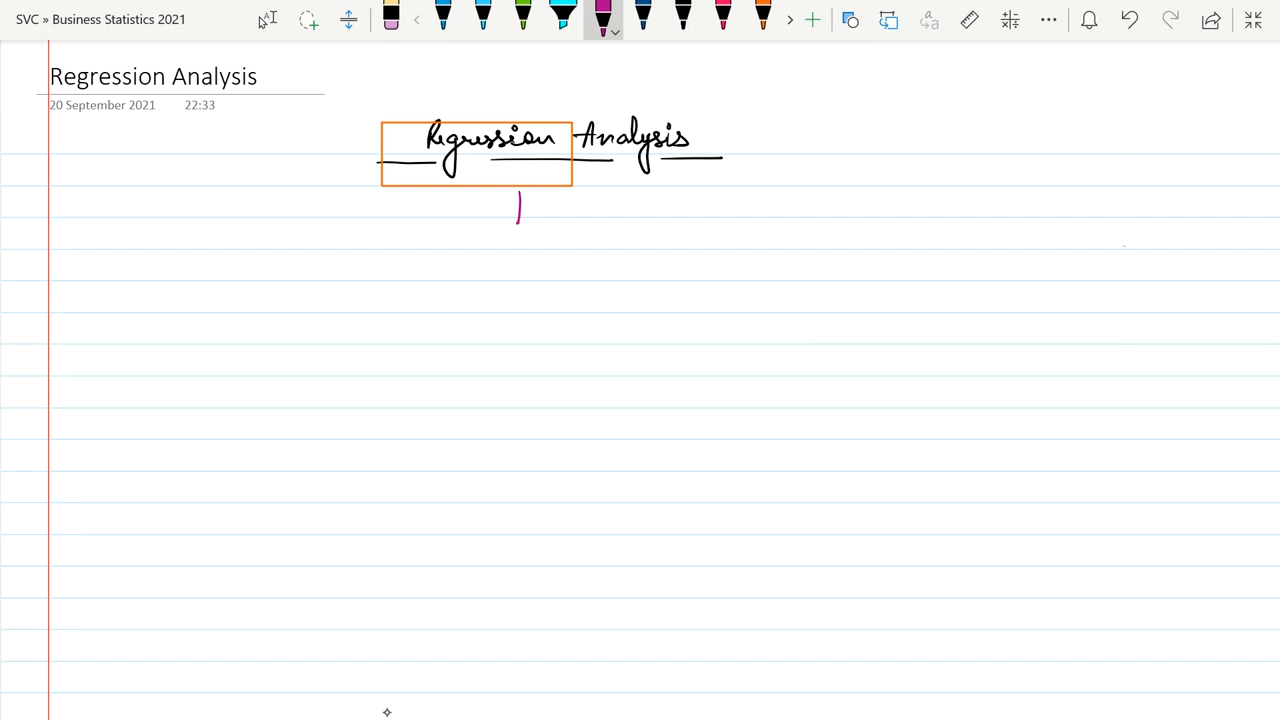 SVC » Business Statistics 2021
Regression Analysis
20 September 2021 22:33
Regression Analysis